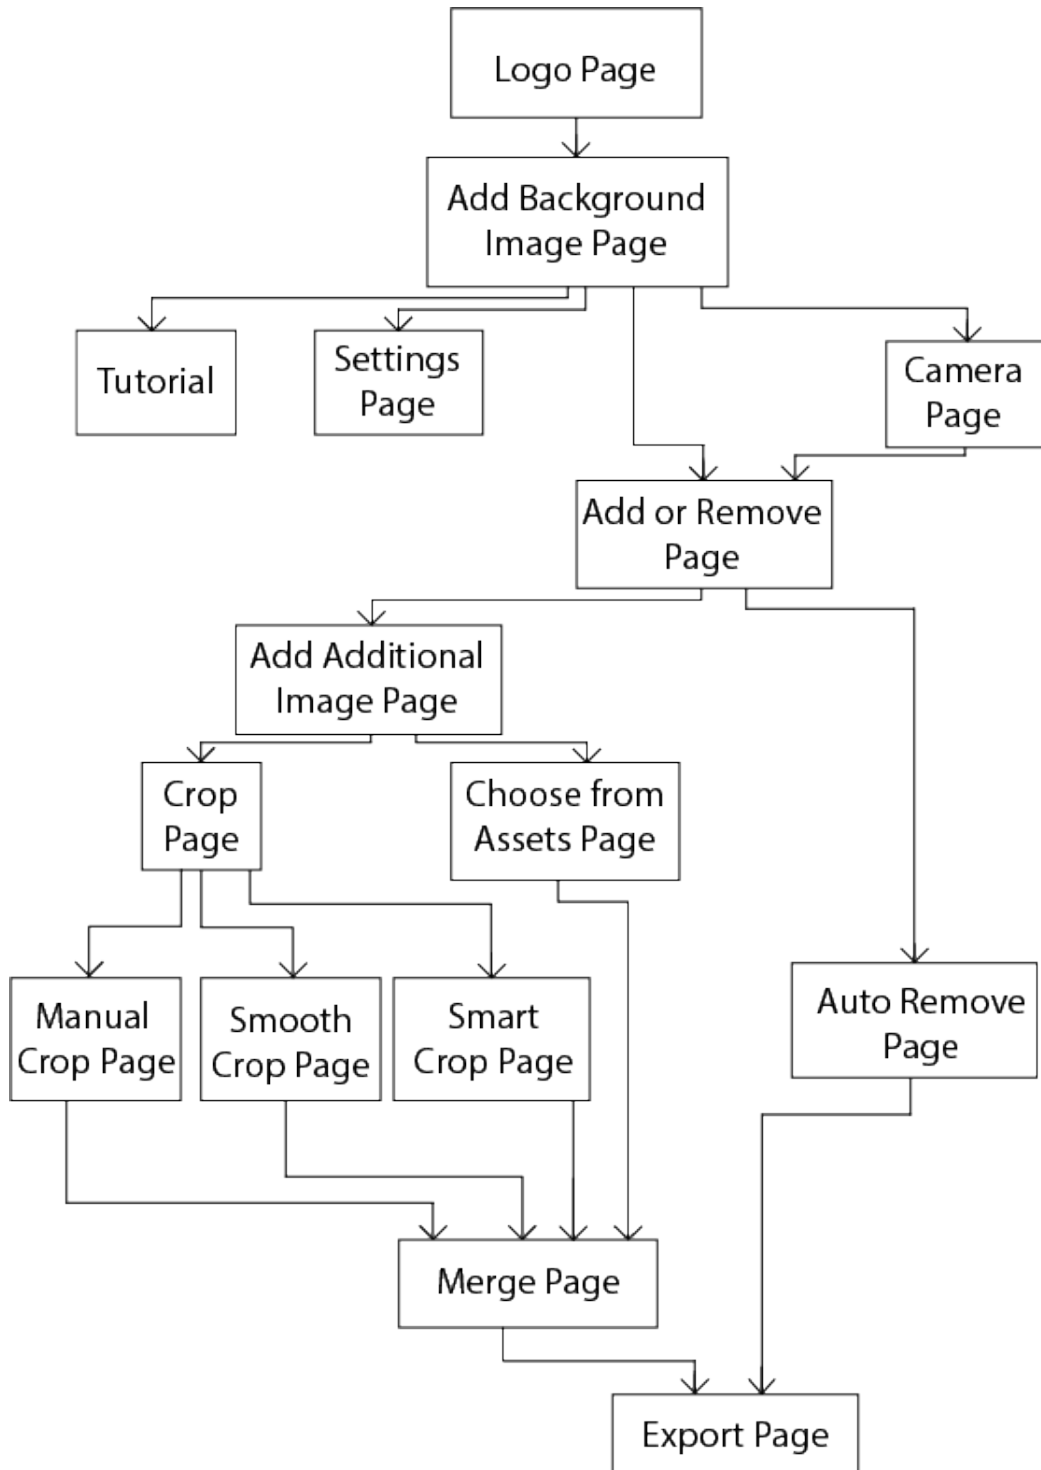 Logo Page
Add Background
Image Page
Tutorial
Settings
Page
Camera
Page
Add or Remove
Page
Add Additional
Image Page
Crop
Page
Choose from
Assets Page
Manual
Crop Page
Smooth
Crop Page
Smart
Crop Page
Auto Remove
Page
Merge Page
Export Page